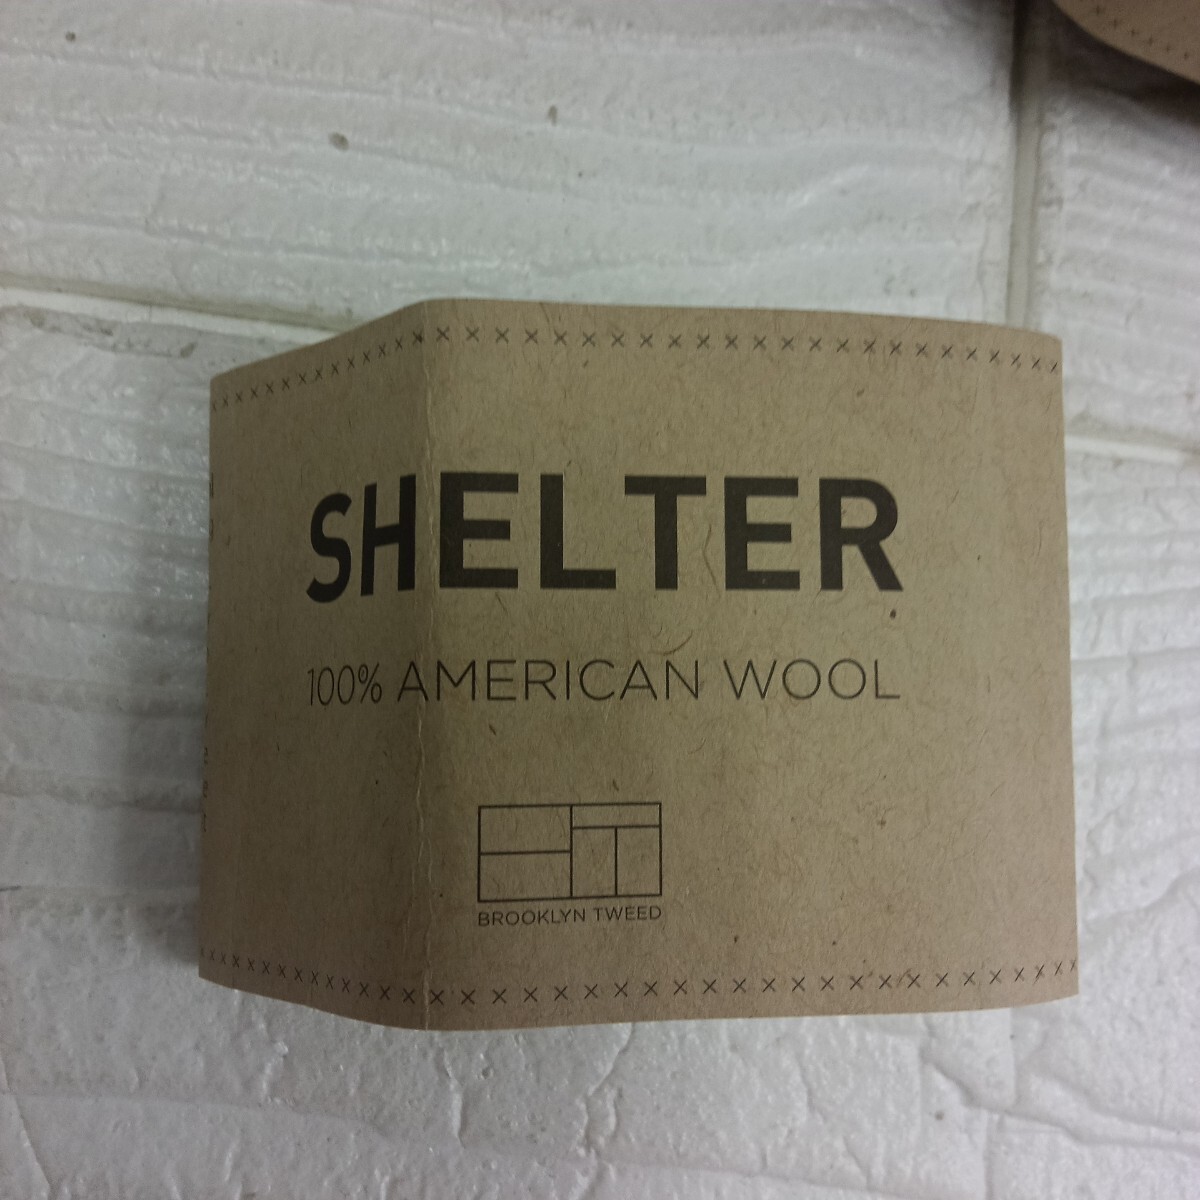 SHELTER
100% AMERICAN WOOL
BROOKLYN TWEED